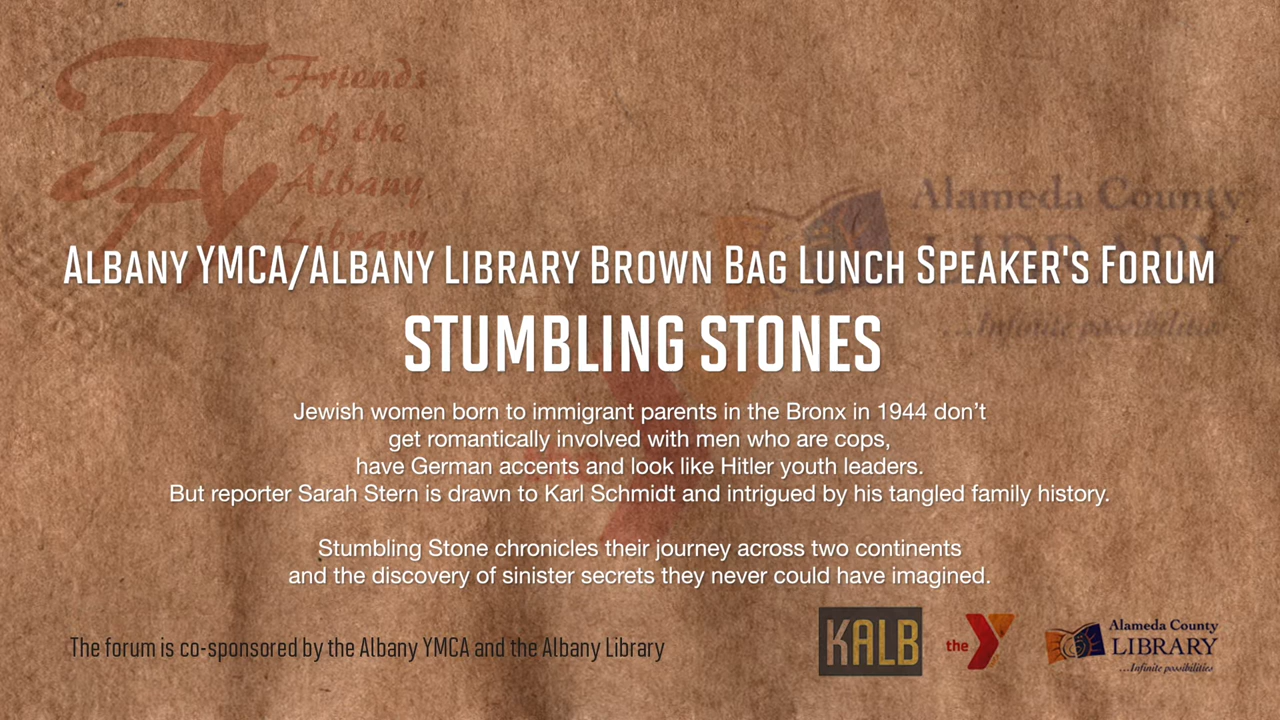 Friends
of the
Albany
Library
Alameda County
LIBRARY
...Infinite possibilities
Albany YMCA/Albany Library Brown Bag Lunch Speaker's Forum
STUMBLING STONES
Jewish women born to immigrant parents in the Bronx in 1944 don’t
get romantically involved with men who are cops,
have German accents and look like Hitler youth leaders.
But reporter Sarah Stern is drawn to Karl Schmidt and intrigued by his tangled family history.
Stumbling Stone chronicles their journey across two continents
and the discovery of sinister secrets they never could have imagined.
The forum is co-sponsored by the Albany YMCA and the Albany Library
KALB
the Y
Alameda County
LIBRARY
...Infinite possibilities